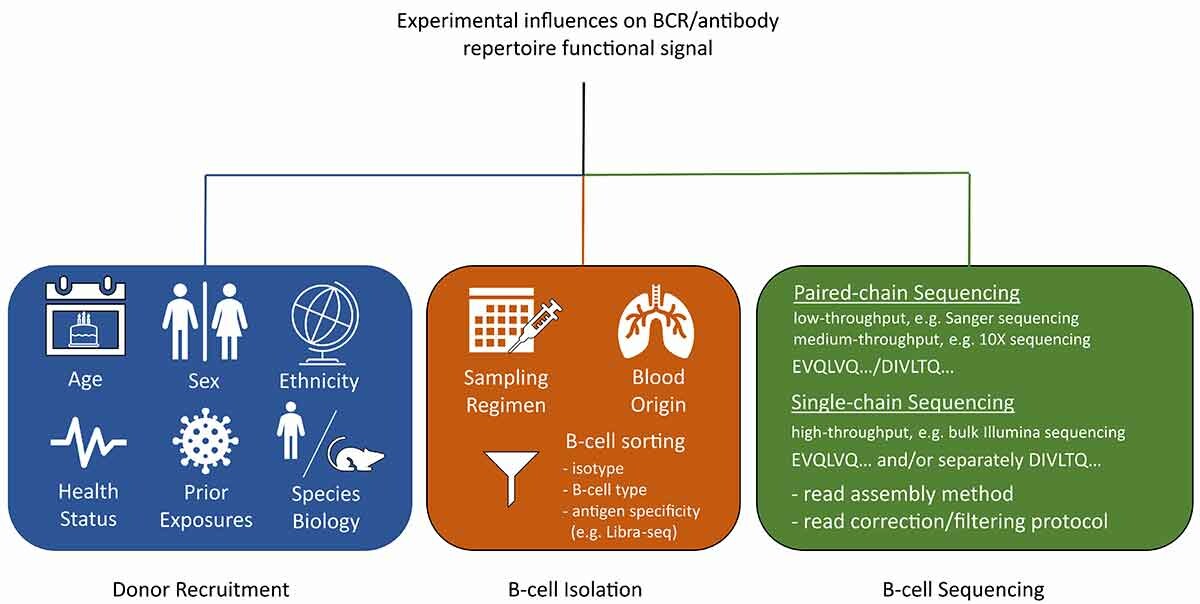 Experimental influences on BCR/antibody
repertoire functional signal
Age
Sex
Ethnicity
Health
Status
Prior
Exposures
Species
Biology
Sampling
Regimen
Blood
Origin
B-cell sorting
- isotype
- B-cell type
- antigen specificity
(e.g. Libra-seq)
Paired-chain Sequencing
low-throughput, e.g. Sanger sequencing
medium-throughput, e.g. 10X sequencing
EVQLVQ.../DIVLTQ...
Single-chain Sequencing
high-throughput, e.g. bulk Illumina sequencing
EVQLVQ... and/or separately DIVLTQ...
- read assembly method
- read correction/filtering protocol
Donor Recruitment
B-cell Isolation
B-cell Sequencing